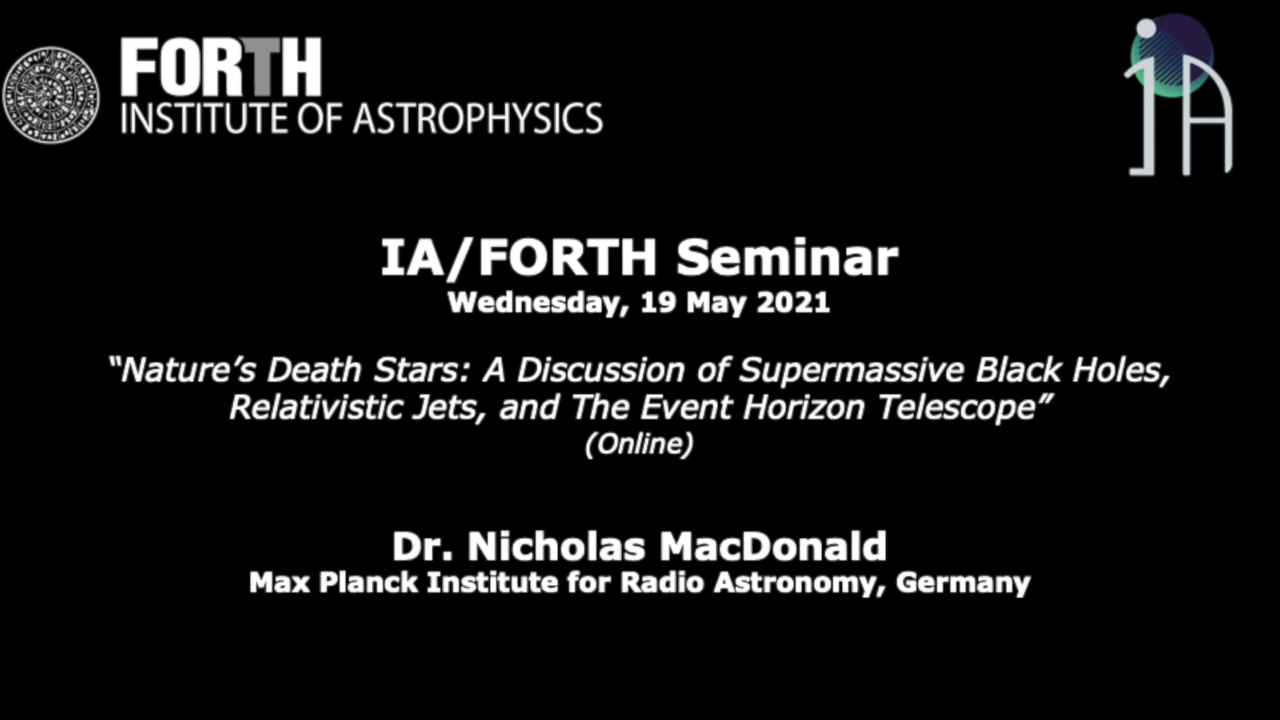 FORTH
INSTITUTE OF ASTROPHYSICS
iA
IA/FORTH Seminar
Wednesday, 19 May 2021
“Nature’s Death Stars: A Discussion of Supermassive Black Holes,
Relativistic Jets, and The Event Horizon Telescope”
(Online)
Dr. Nicholas MacDonald
Max Planck Institute for Radio Astronomy, Germany